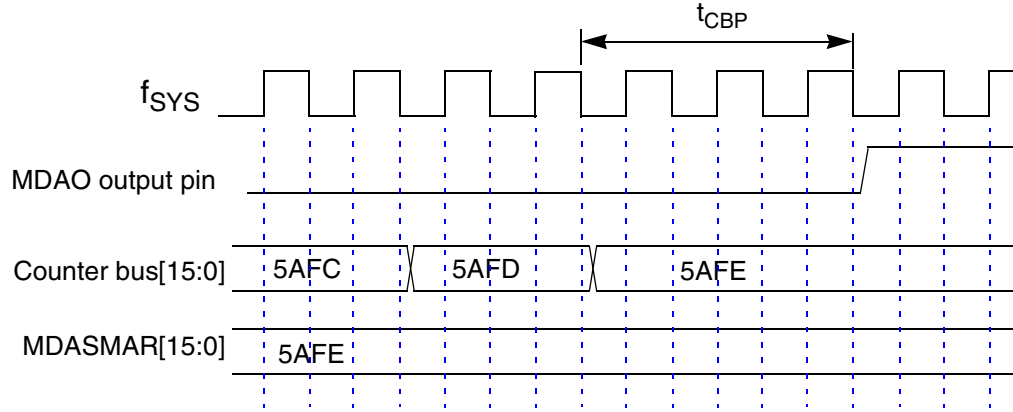 tCBP
fSYS
MDAO output pin
Counter bus[15:0] 5AFC 5AFD 5AFE
MDASMAR[15:0] 5AFE